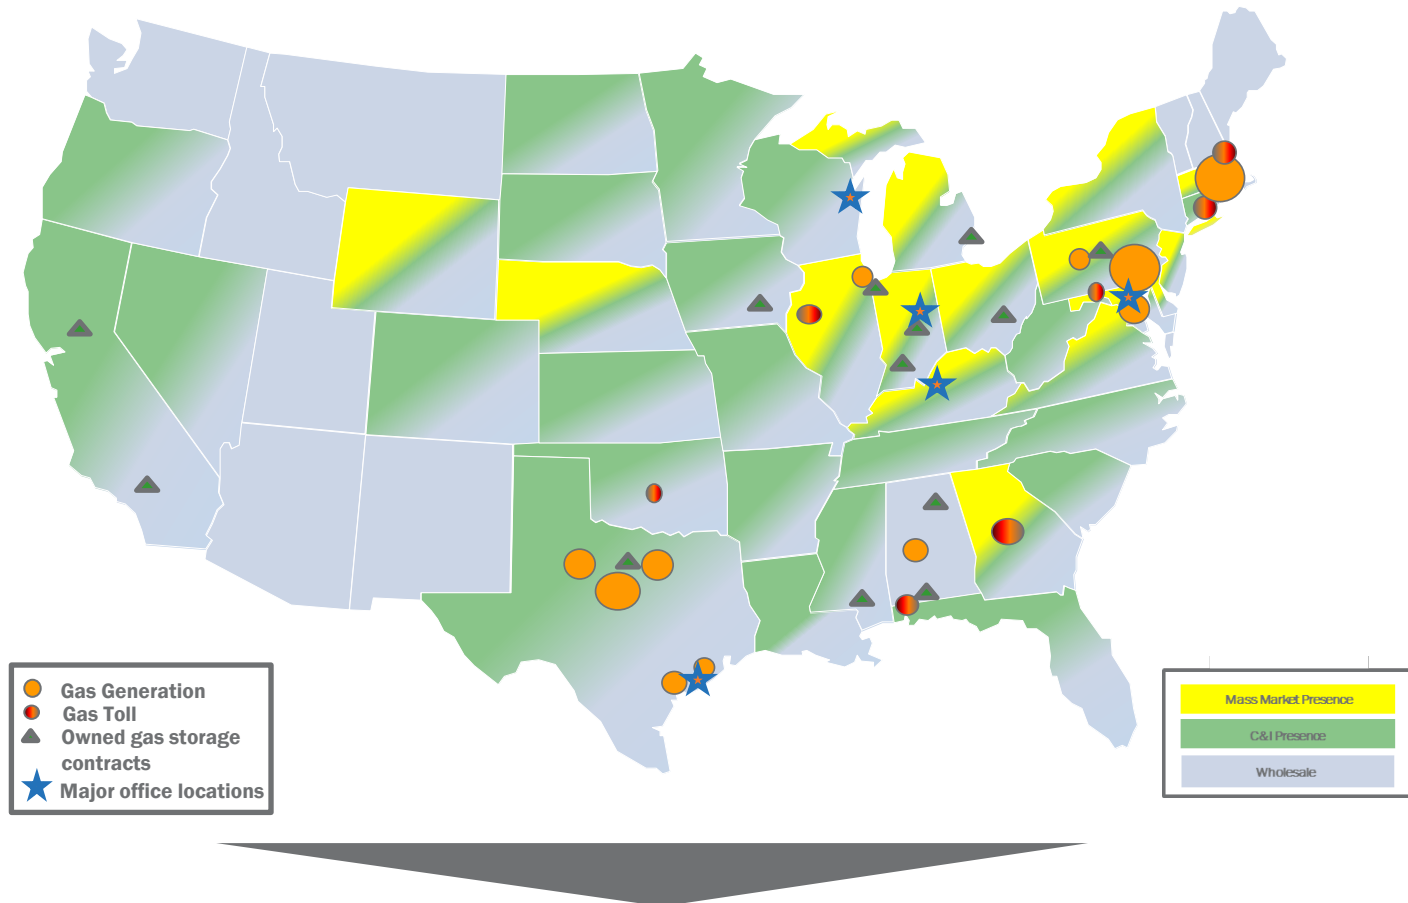 Gas Generation
Gas Toll
Owned gas storage
contracts
Major office locations
Mass Market Presence
C&I Presence
Wholesale